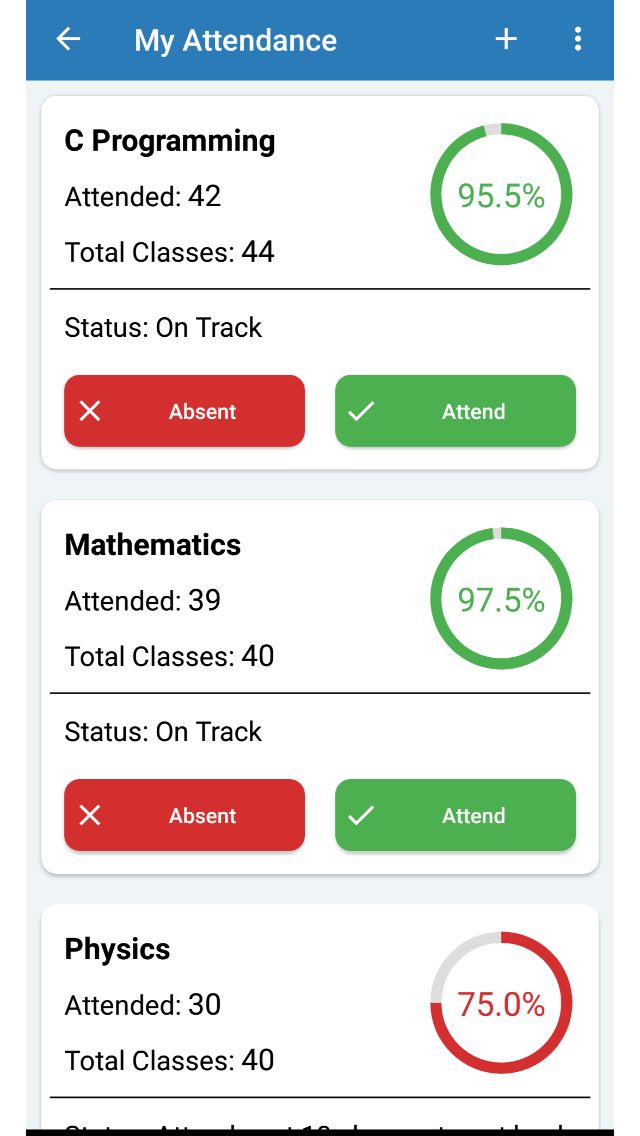 My Attendance
C Programming
Attended: 42
Total Classes: 44
95.5%
Status: On Track
Absent
Attend
Mathematics
Attended: 39
Total Classes: 40
97.5%
Status: On Track
Absent
Attend
Physics
Attended: 30
Total Classes: 40
75.0%